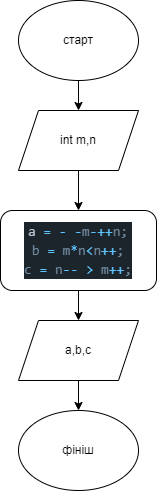 старт
int m,n
a = - -m-++n;
b = m*n<n++;
c = n-- > m++;
a,b,c
фініш